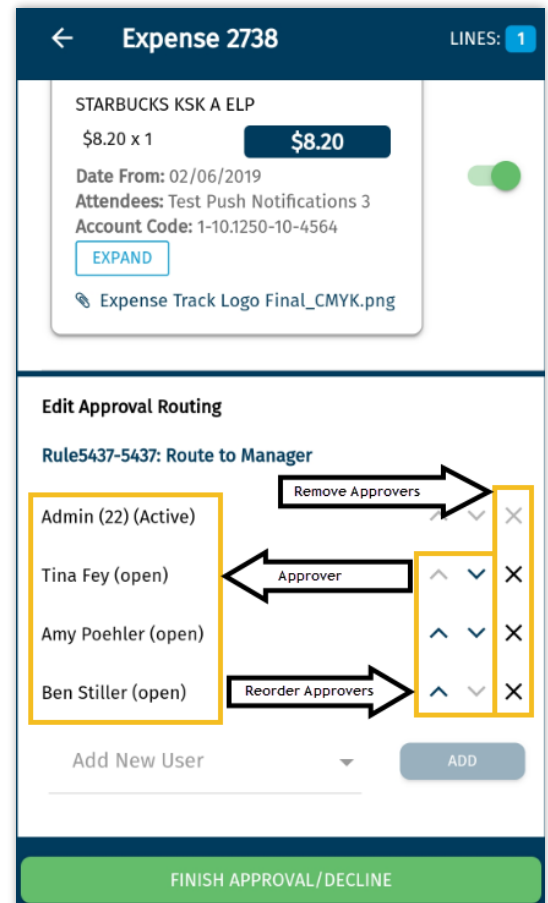 Expense 2738
LINES: 1
STARBUCKS KSK A ELP
$8.20 x 1
$8.20
Date From: 02/06/2019
Attendees: Test Push Notifications 3
Account Code: 1-10.1250-10-4564
EXPAND
Expense Track Logo Final_CMYK.png
Edit Approval Routing
Rule5437-5437: Route to Manager
Remove Approvers
Admin (22) (Active)
Tina Fey (open)
Approver
Amy Poehler (open)
Ben Stiller (open)
Reorder Approvers
Add New User
ADD
FINISH APPROVAL/DECLINE